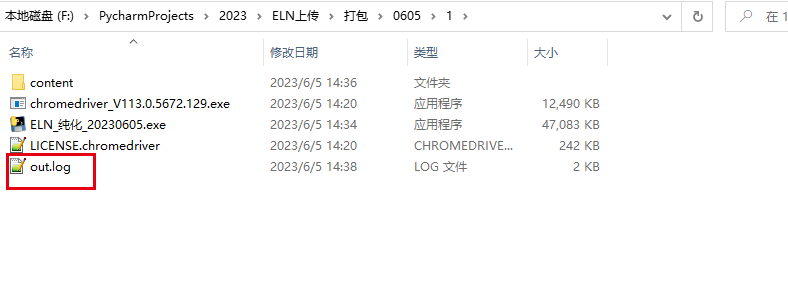 本地磁盘 (F:) > PycharmProjects > 2023 > ELN上传 > 打包 > 0605 > 1 > 在 1
名称 修改日期 类型 大小
content 2023/6/5 14:36 文件夹
chromedriver_V113.0.5672.129.exe 2023/6/5 14:20 应用程序 12,490 KB
ELN_纯化_20230605.exe 2023/6/5 14:34 应用程序 47,083 KB
LICENSE.chromedriver 2023/6/5 14:20 CHROMEDRIVE... 242 KB
out.log 2023/6/5 14:38 LOG 文件 2 KB